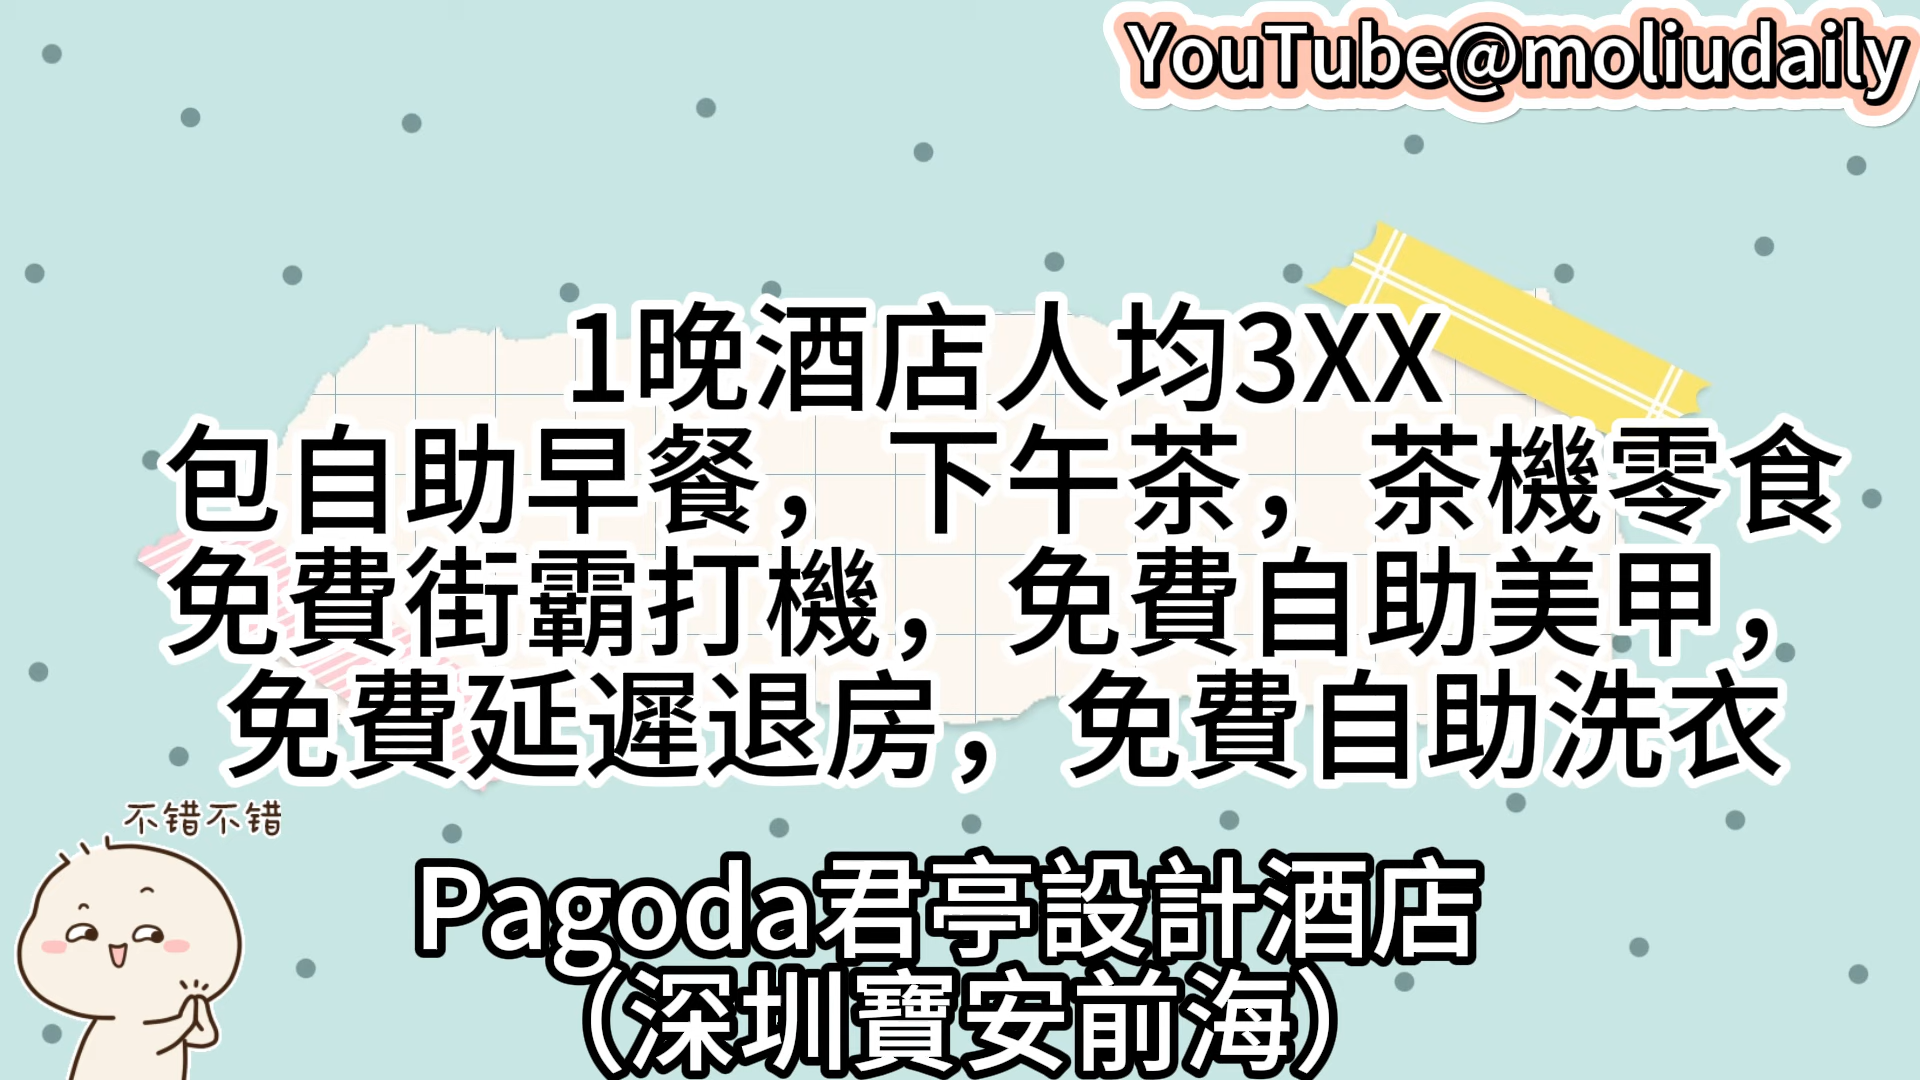 YouTube@moliudaily
1晚酒店人均3XX
包自助早餐，下午茶，茶機零食
免費街霸打機，免費自助美甲，
免費延遲退房，免費自助洗衣
不错不错
Pagoda君亭設計酒店
（深圳寶安前海）